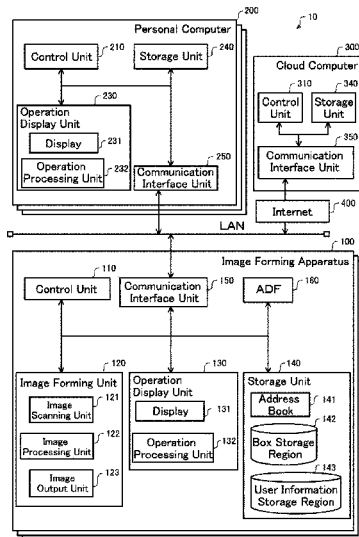 200
10
Personal Computer
210
Control Unit
240
Storage Unit
230
Operation
Display Unit
Display
231
Operation
Processing Unit
232
250
Communication
Interface Unit
300
Cloud Computer
310
Control
Unit
340
Storage
Unit
350
Communication
Interface Unit
400
Internet
LAN
100
Image Forming Apparatus
110
Control Unit
150
Communication
Interface Unit
160
ADF
120
Image Forming Unit
121
Image
Scanning Unit
122
Image
Processing Unit
123
Image
Output Unit
130
Operation
Display Unit
Display
131
Operation
Processing Unit
132
140
Storage Unit
Address
Book
141
142
Box Storage
Region
143
User Information
Storage Region